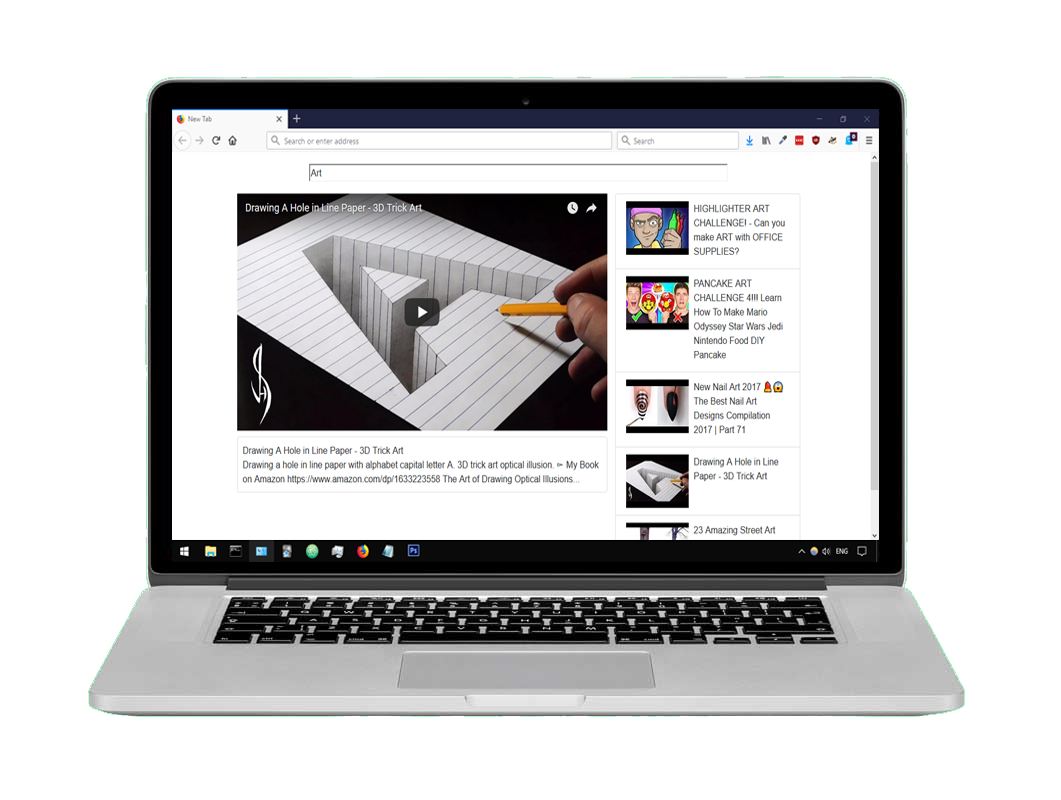 New Tab
Search or enter address
Search
Art
Drawing A Hole in Line Paper - 3D Trick Art
HIGHLIGHTER ART
CHALLENGE! - Can you
make ART with OFFICE
SUPPLIES?
PANCAKE ART
CHALLENGE 4!!! Learn
How To Make Mario
Odyssey Star Wars Jedi
Nintendo Food DIY
Pancake
New Nail Art 2017 🎅😱
The Best Nail Art
Designs Compilation
2017 | Part 71
Drawing A Hole in Line
Paper - 3D Trick Art
23 Amazing Street Art
Drawing A Hole in Line Paper - 3D Trick Art
Drawing a hole in line paper with alphabet capital letter A. 3D trick art optical illusion. ✏ My Book
on Amazon https://www.amazon.com/dp/1633223558 The Art of Drawing Optical Illusions...
Ps
ENG